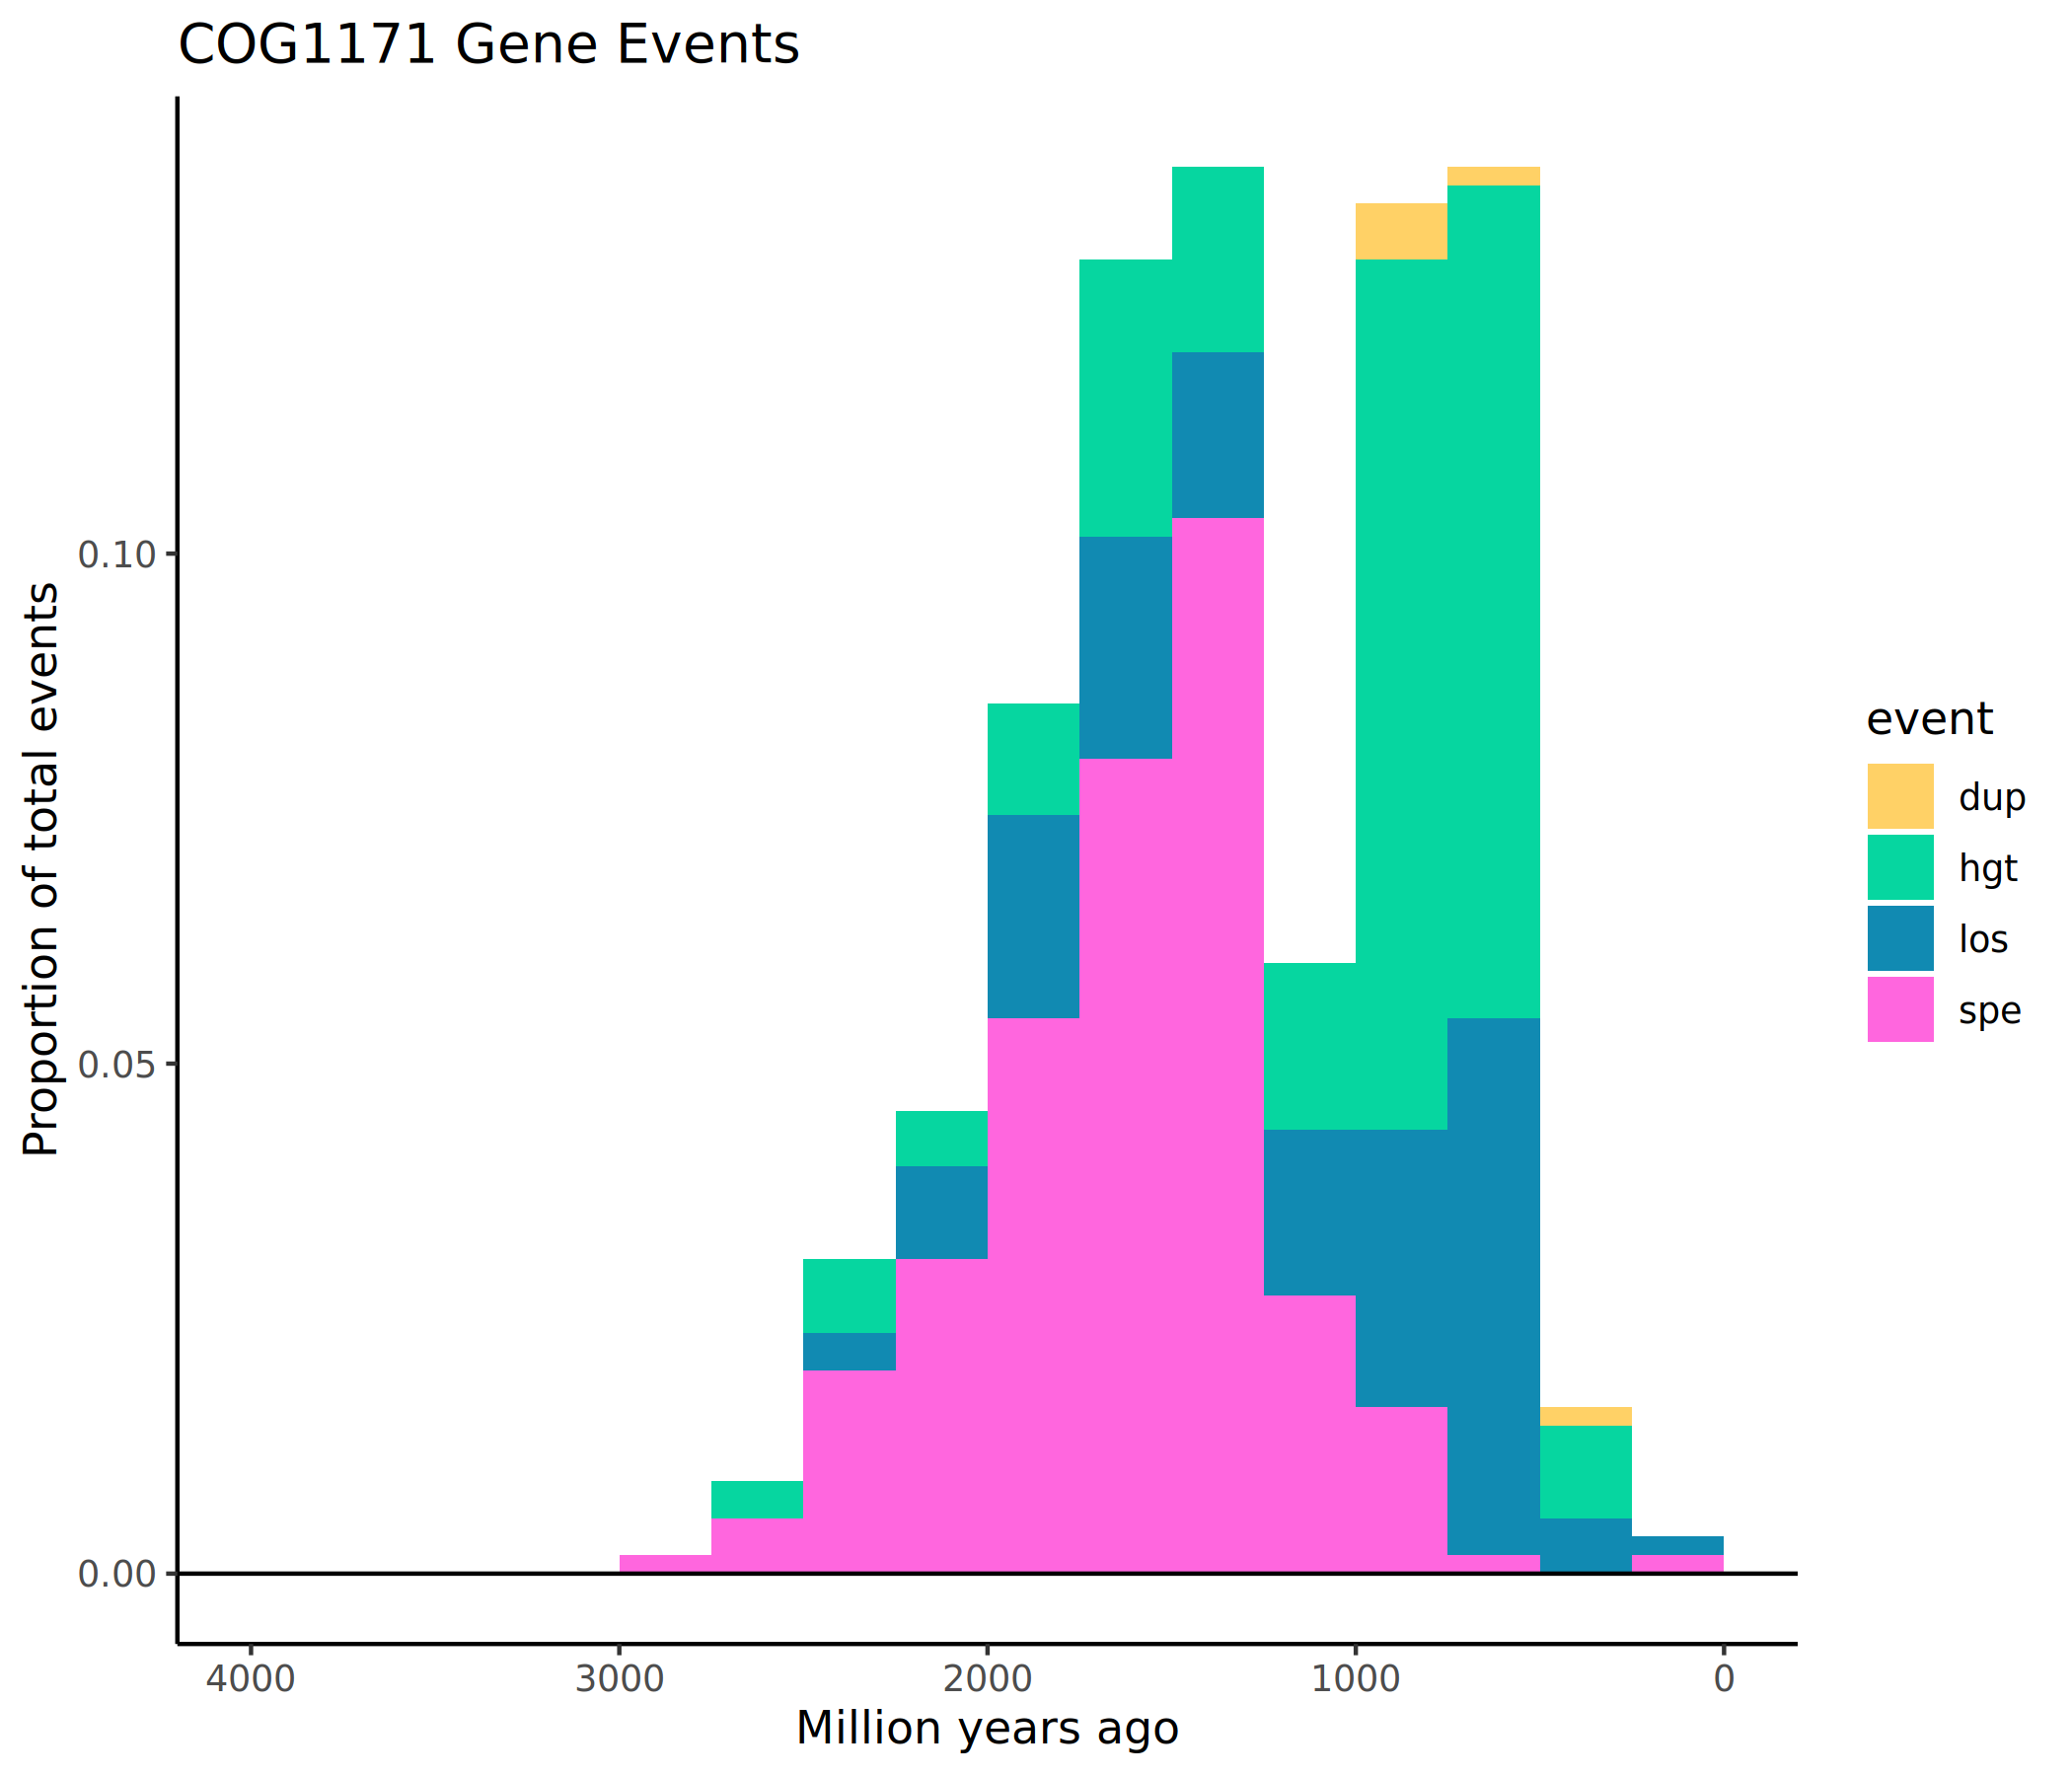 COG1171 Gene Events
Proportion of total events
0.10
0.05
0.00
4000 3000 2000 1000 0
Million years ago
event
dup
hgt
los
spe